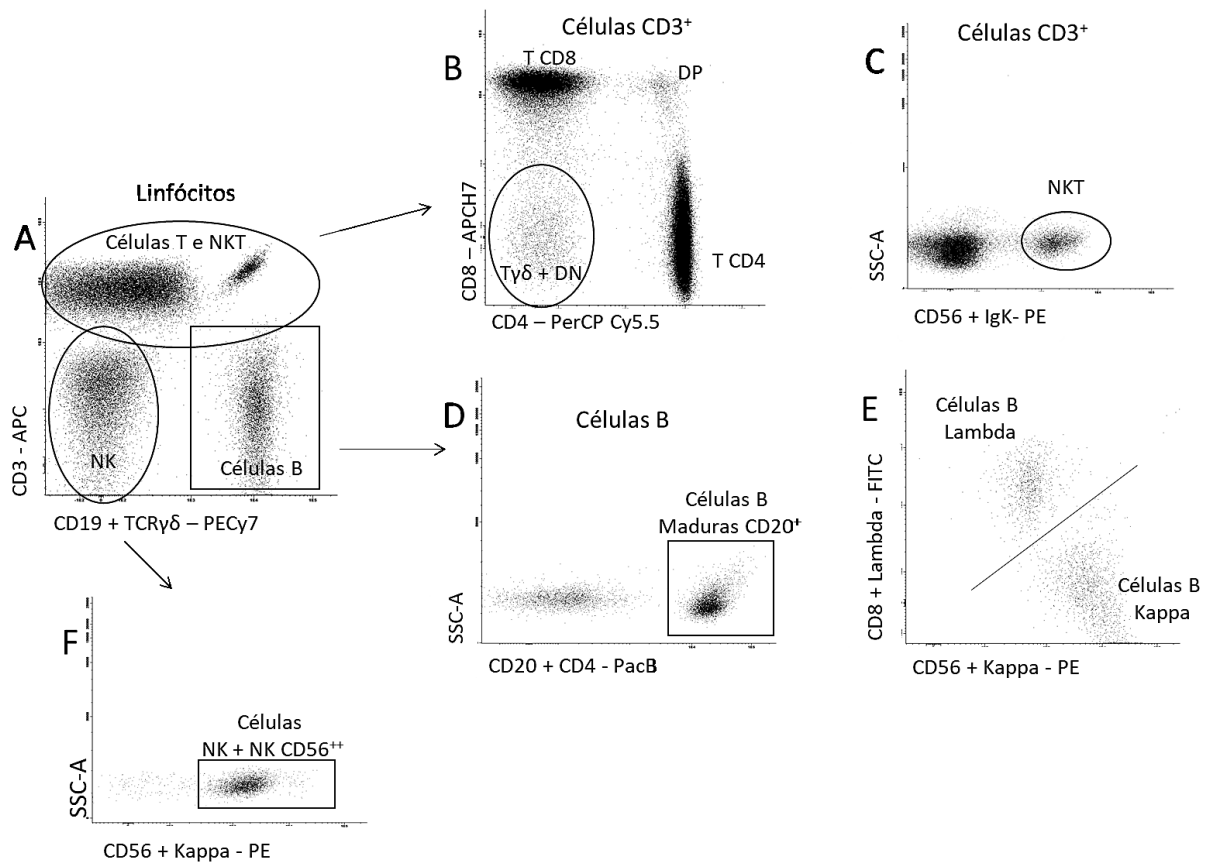 Linfócitos
A
Células T e NKT
NK
Células B
CD3 - APC
CD19 + TCRγδ – PECy7
B
Células CD3⁺
T CD8
DP
Tγδ + DN
T CD4
CD8 – APCH7
CD4 – PerCP Cy5.5
C
Células CD3⁺
NKT
SSC-A
CD56 + IgK- PE
D
Células B
Células B
Maduras CD20⁺
SSC-A
CD20 + CD4 - PacB
E
Células B
Lambda
Células B
Kappa
CD8 + Lambda - FITC
CD56 + Kappa - PE
F
Células
NK + NK CD56⁺⁺
SSC-A
CD56 + Kappa - PE